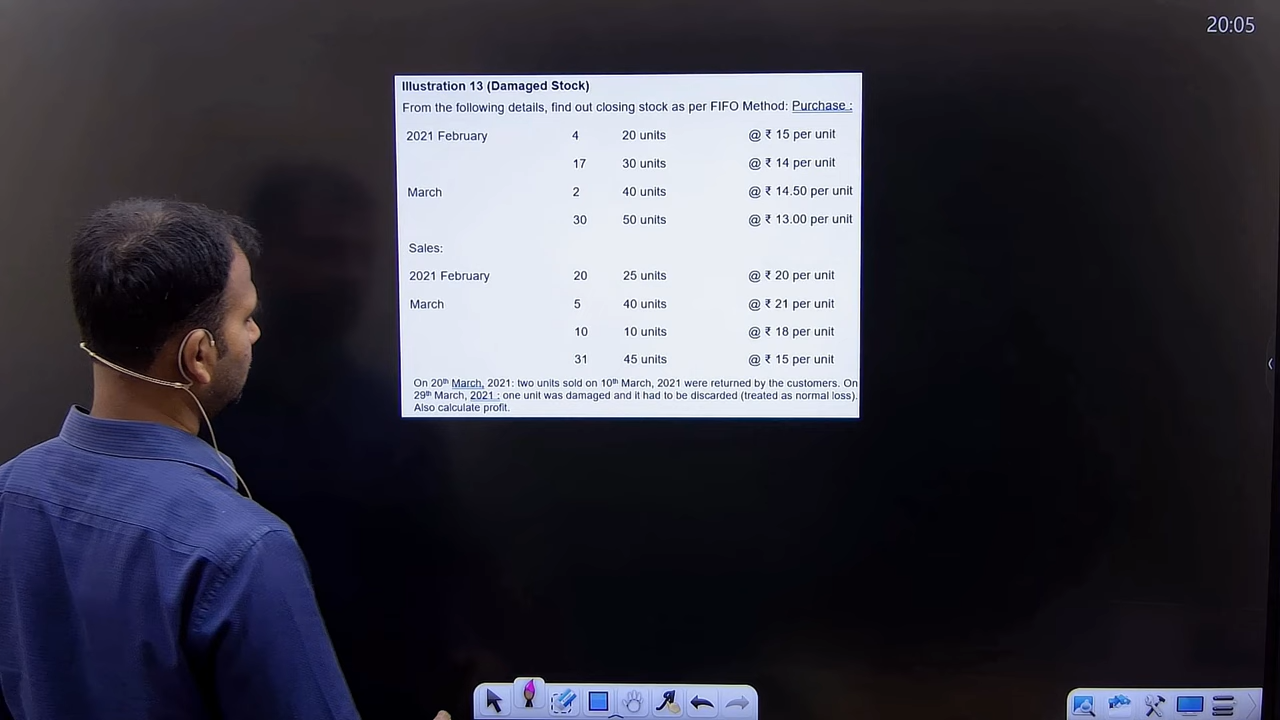 20:05
Illustration 13 (Damaged Stock)
From the following details, find out closing stock as per FIFO Method: Purchase :
2021 February 4 20 units @ ₹ 15 per unit
17 30 units @ ₹ 14 per unit
March 2 40 units @ ₹ 14.50 per unit
30 50 units @ ₹ 13.00 per unit
Sales:
2021 February 20 25 units @ ₹ 20 per unit
March 5 40 units @ ₹ 21 per unit
10 10 units @ ₹ 18 per unit
31 45 units @ ₹ 15 per unit
On 20th March, 2021: two units sold on 10th March, 2021 were returned by the customers. On
29th March, 2021 : one unit was damaged and it had to be discarded (treated as normal loss).
Also calculate profit.